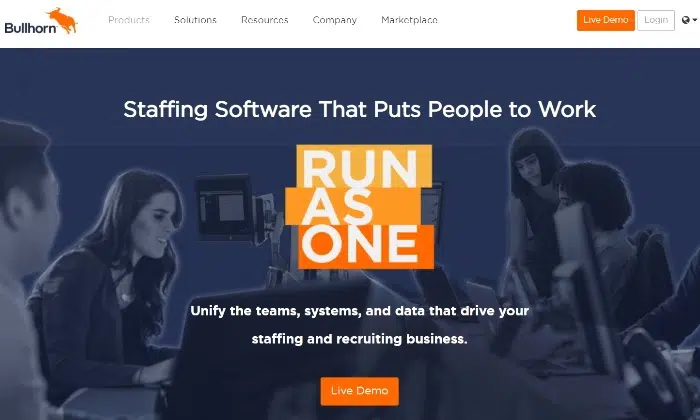 Bullhorn
Products Solutions Resources Company Marketplace Live Demo Login
Staffing Software That Puts People to Work
RUN
AS
ONE
Unify the teams, systems, and data that drive your
staffing and recruiting business.
Live Demo